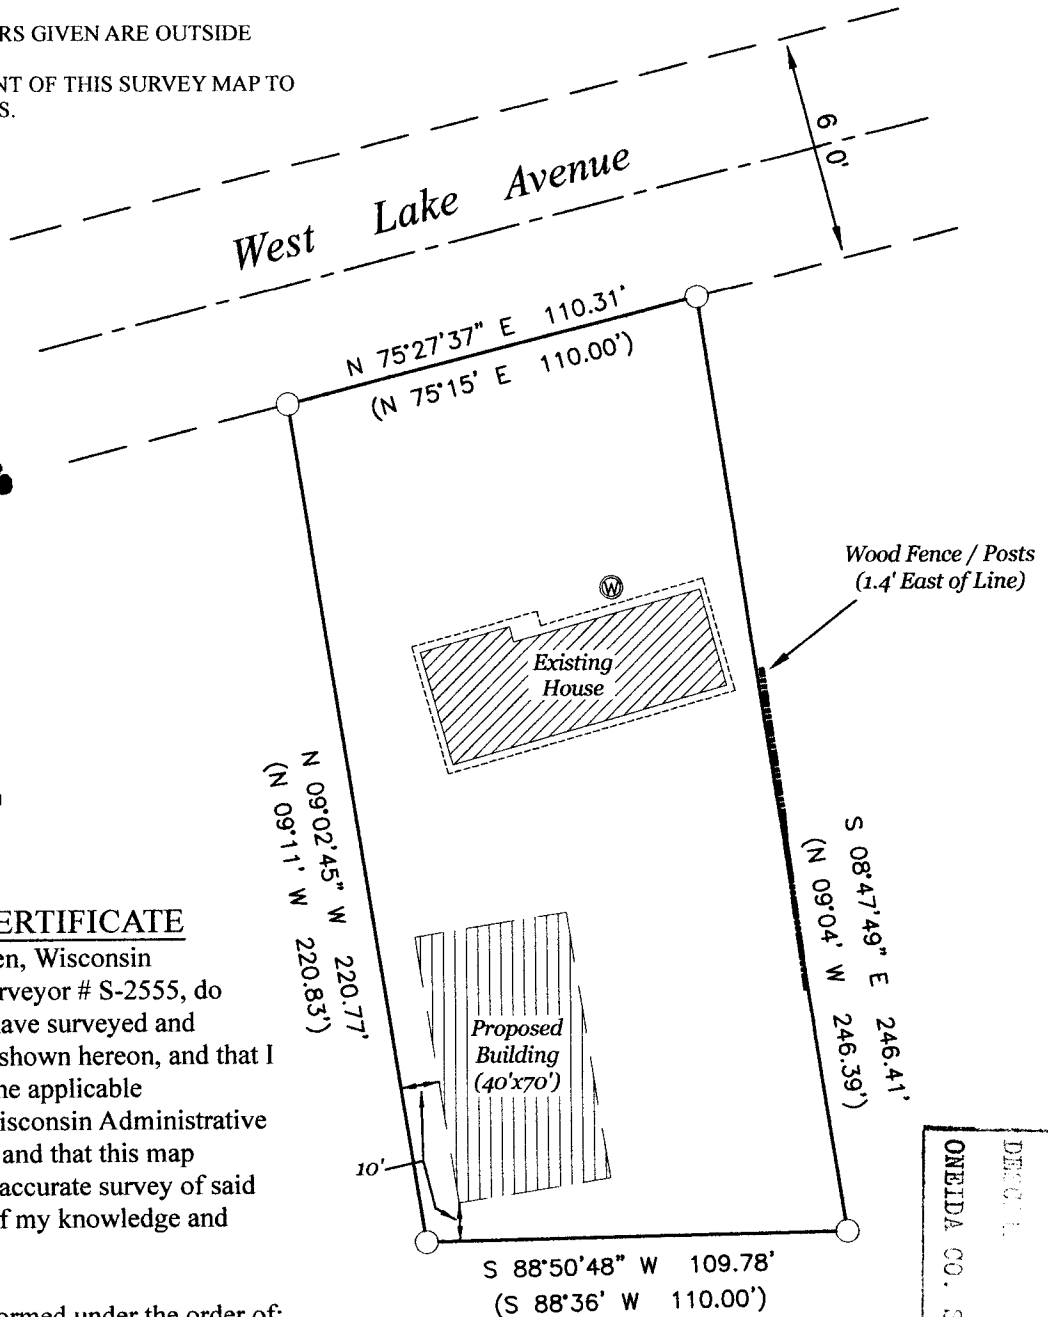 RS GIVEN ARE OUTSIDE
NT OF THIS SURVEY MAP TO
S.
60'
West Lake Avenue
N 75°27'37" E 110.31'
(N 75°15' E 110.00')
Wood Fence / Posts
(1.4' East of Line)
W
Existing
House
N 09°02'45" W 220.77'
(N 09°11' W 220.83')
S 08°47'49" E 246.41'
(N 09°04' W 246.39')
ERTIFICATE
en, Wisconsin
rveyor # S-2555, do
ave surveyed and
shown hereon, and that I
he applicable
isconsin Administrative
and that this map
accurate survey of said
f my knowledge and
ormed under the order of:
Proposed
Building
(40'x70')
10'
S 88°50'48" W 109.78'
(S 88°36' W 110.00')
ONEIDA CO. S